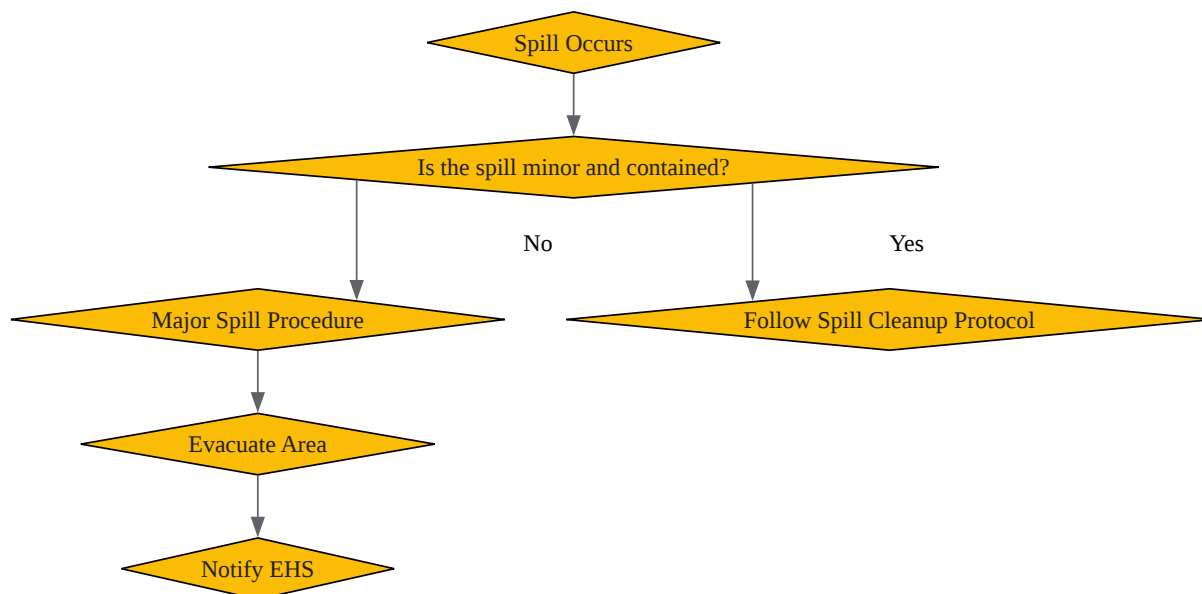 Spill Occurs
Is the spill minor and contained?
No
Yes
Major Spill Procedure
Follow Spill Cleanup Protocol
Evacuate Area
Notify EHS